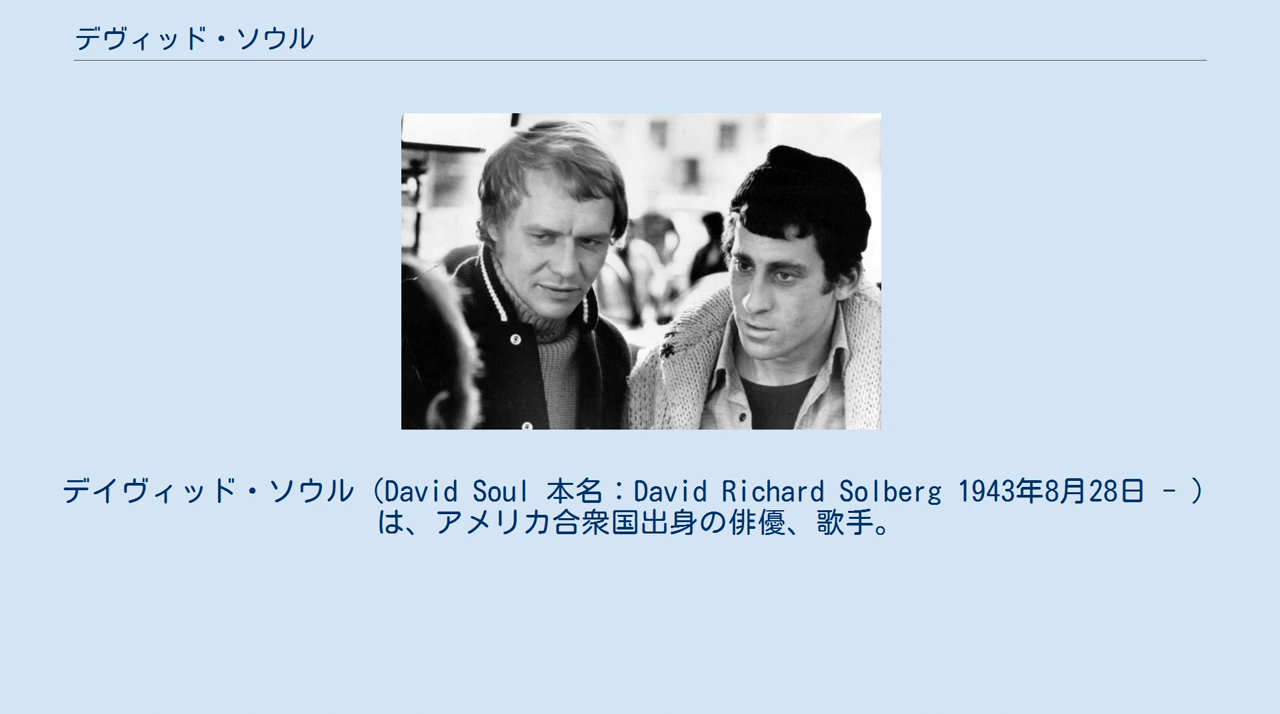 デヴィッド・ソウル
デイヴィッド・ソウル（David Soul 本名：David Richard Solberg 1943年8月28日 - ）
は、アメリカ合衆国出身の俳優、歌手。